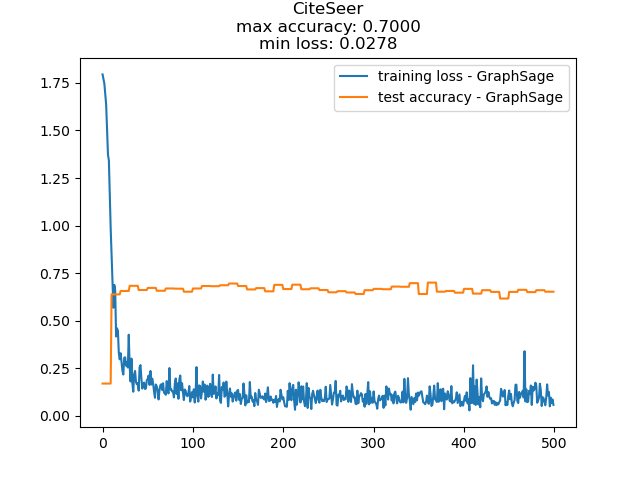 CiteSeer
max accuracy: 0.7000
min loss: 0.0278
training loss - GraphSage
test accuracy - GraphSage
1.75
1.50
1.25
1.00
0.75
0.50
0.25
0.00
0 100 200 300 400 500